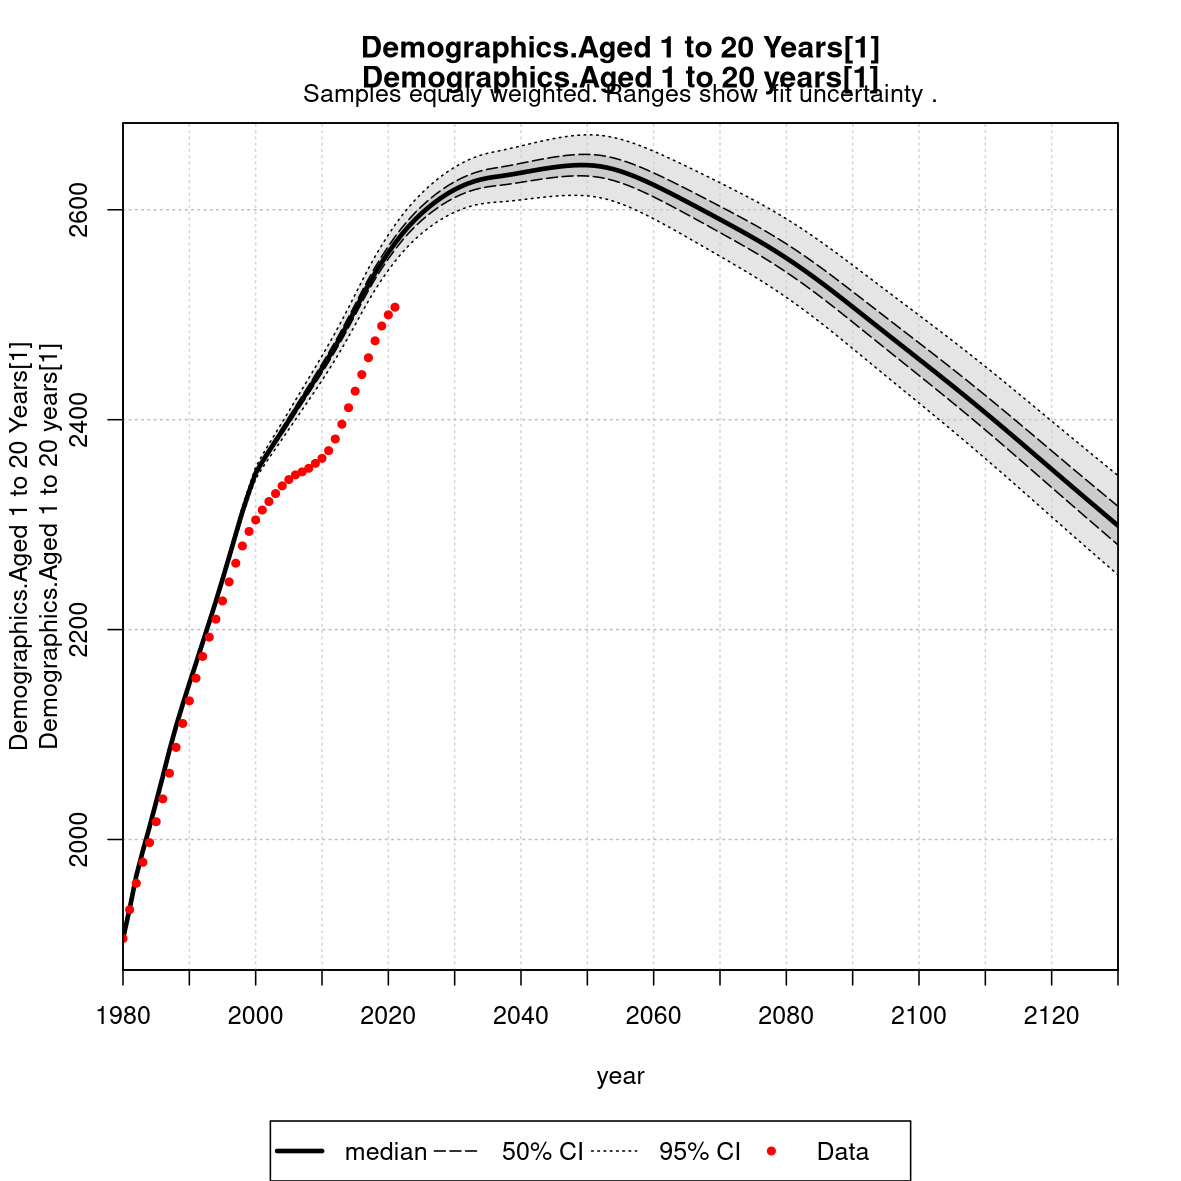 Demographics.Aged 1 to 20 Years[1]
Demographics.Aged 1 to 20 years[1]
Samples equaly weighted. Ranges show  fit uncertainty .
Demographics.Aged 1 to 20 Years[1]
Demographics.Aged 1 to 20 years[1]
2600
2400
2200
2000
1980 2000 2020 2040 2060 2080 2100 2120
year
median 50% CI 95% CI Data